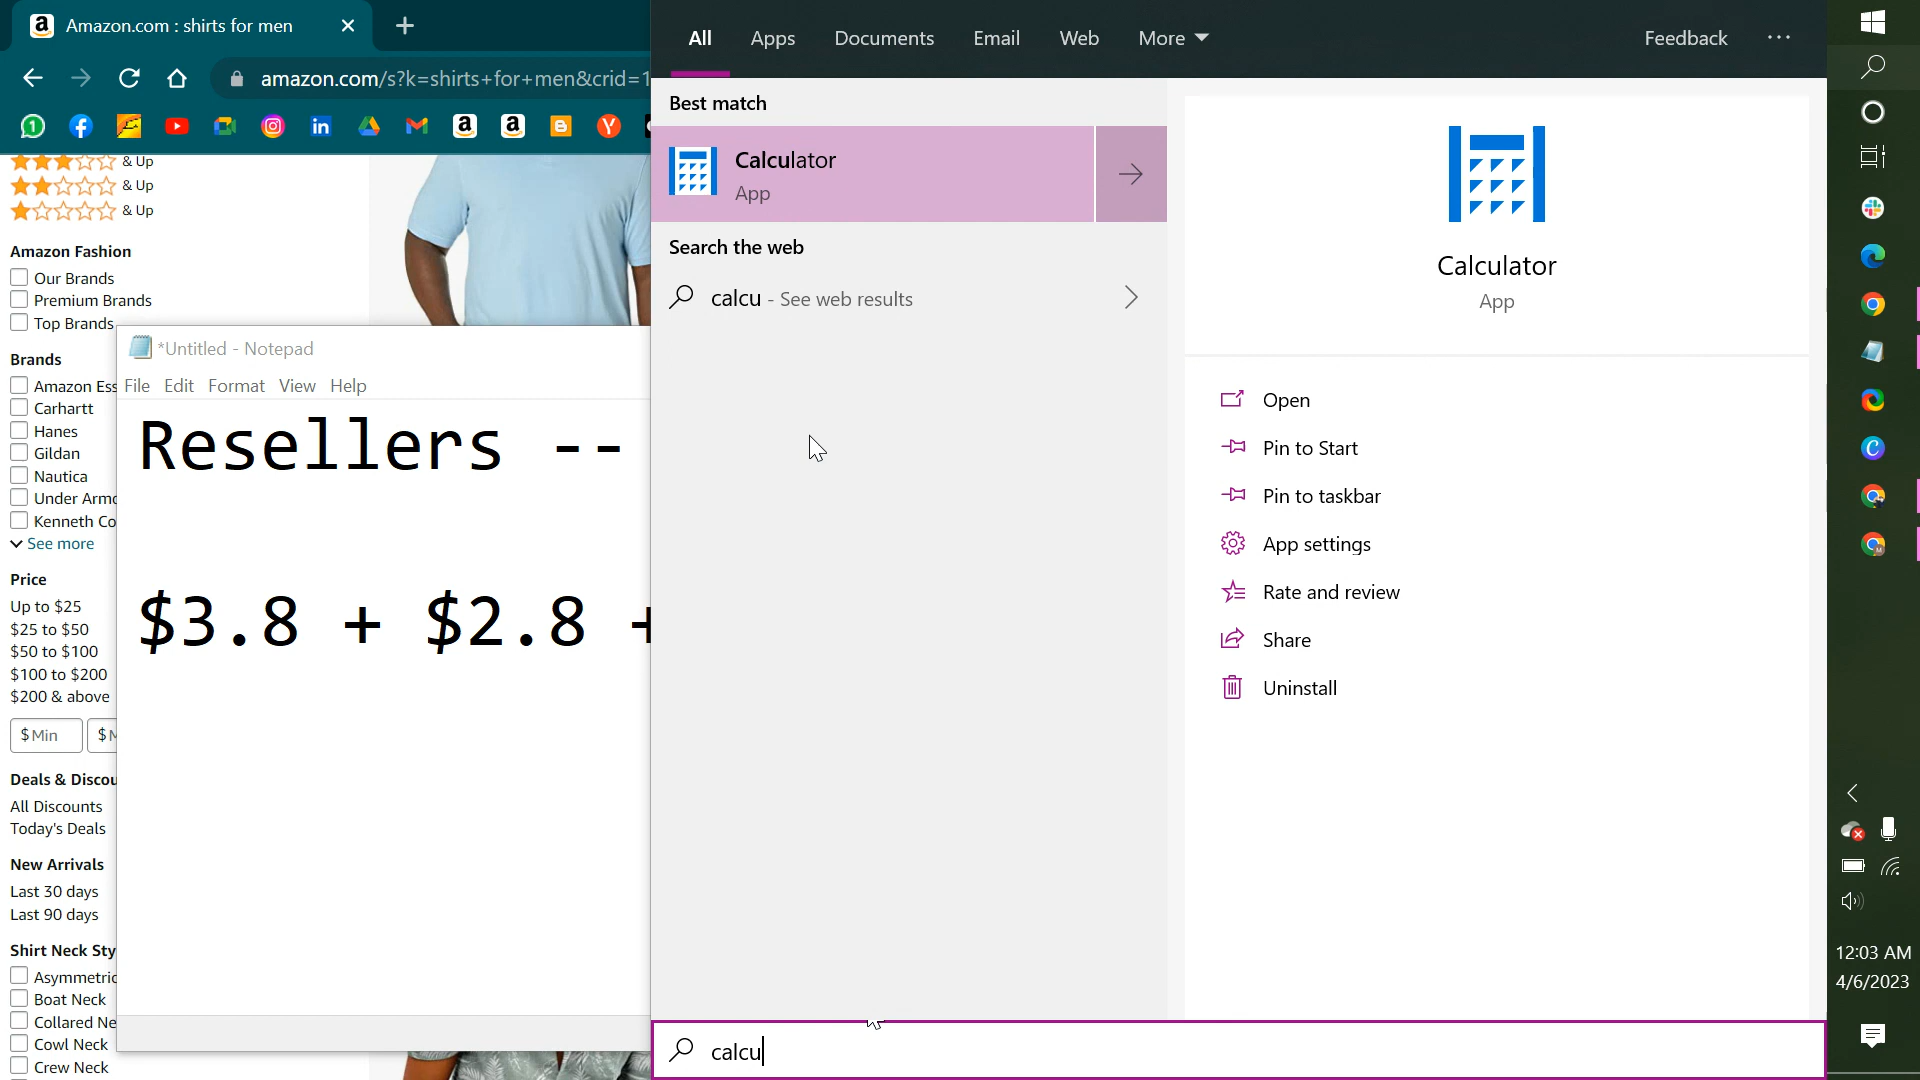 Amazon.com : shirts for men
amazon.com/s?k=shirts+for+men&crid=1
& Up
& Up
& Up
Amazon Fashion
Our Brands
Premium Brands
Top Brands
Brands
Amazon Ess
Carhartt
Hanes
Gildan
Nautica
Under Armo
Kenneth Co
See more
Price
Up to $25
$25 to $50
$50 to $100
$100 to $200
$200 & above
$ Min
$ M
Deals & Discou
All Discounts
Today's Deals
New Arrivals
Last 30 days
Last 90 days
Shirt Neck Sty
Asymmetric
Boat Neck
Collared Ne
Cowl Neck
Crew Neck
*Untitled - Notepad
File Edit Format View Help
Resellers --
$3.8 + $2.8 +
All Apps Documents Email Web More Feedback ...
Best match
Calculator
App
Search the web
calcu - See web results
Calculator
App
Open
Pin to Start
Pin to taskbar
App settings
Rate and review
Share
Uninstall
calcu
12:03 AM
4/6/2023